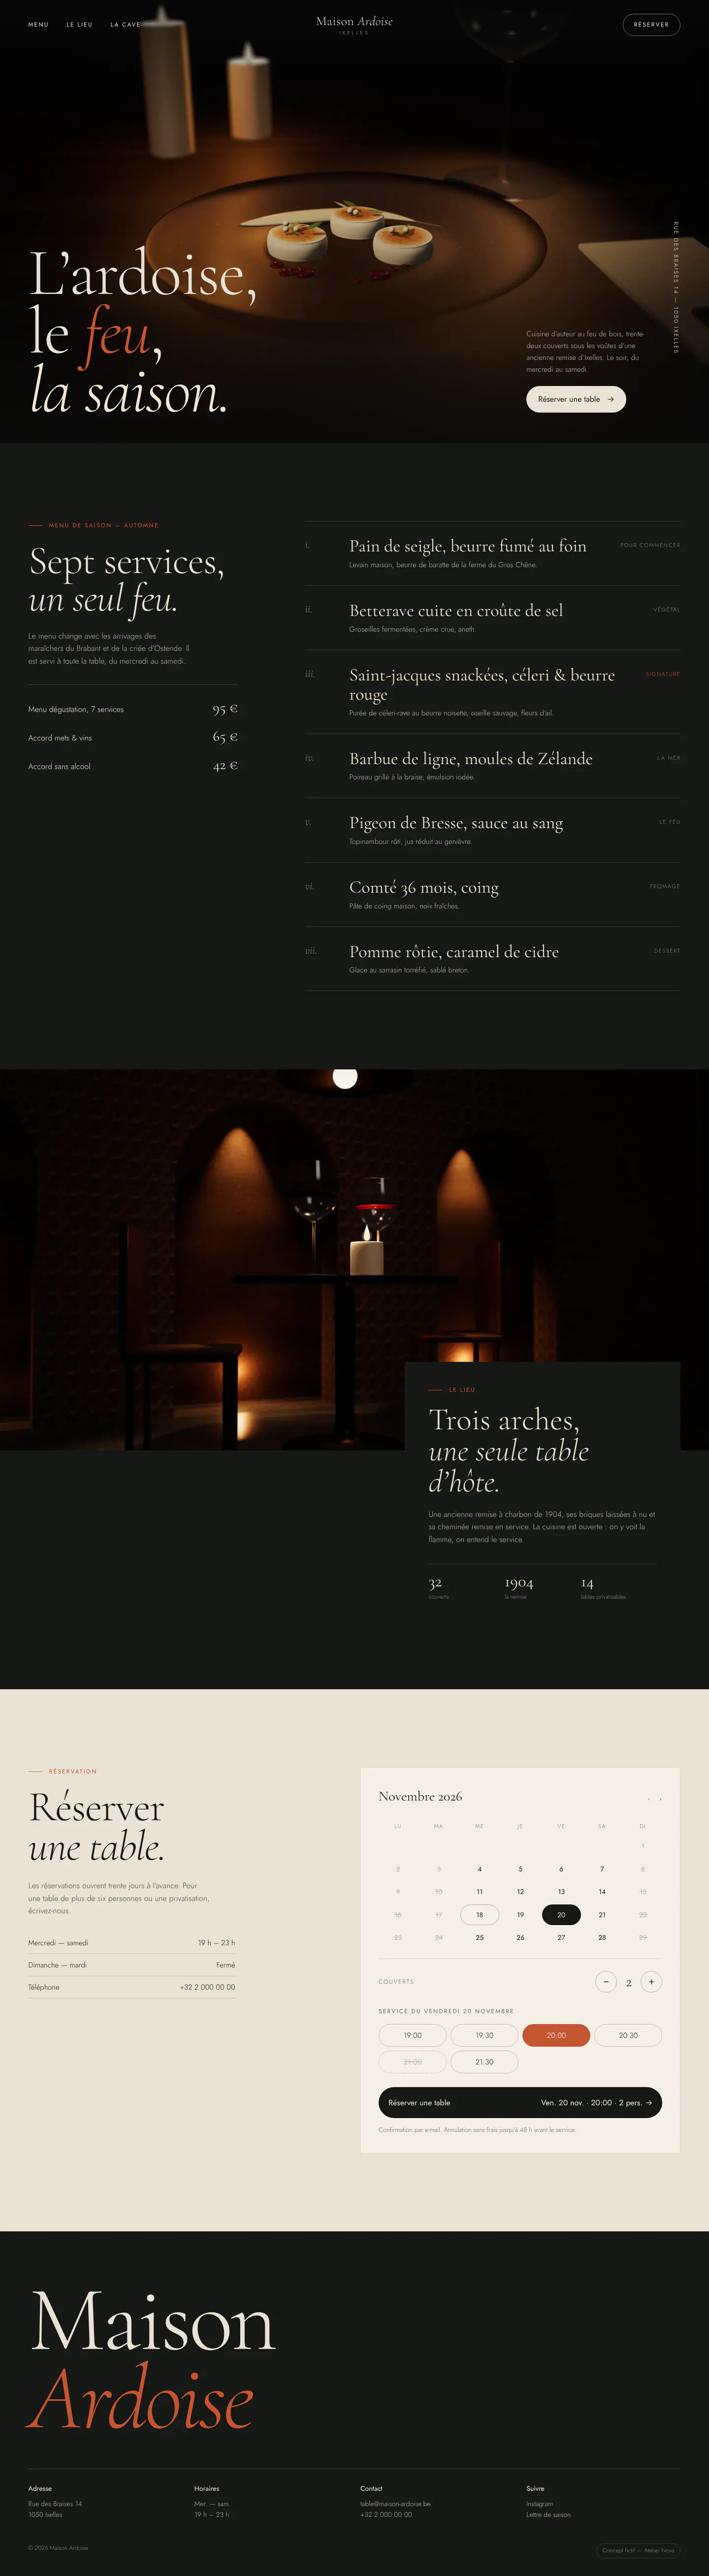 MENU
LE LIEU
LA CAVE
Maison Ardoise
IXELLES
RÉSERVER
L’ardoise,
le feu,
la saison.
RUE DES BRAISES 14 — 1050 IXELLES
Cuisine d’auteur au feu de bois, trente-
deux couverts sous les voûtes d’une
ancienne remise d’Ixelles. Le soir, du
mercredi au samedi.
Réserver une table →
MENU DE SAISON — AUTOMNE
Sept services,
un seul feu.
Le menu change avec les arrivages des
maraîchers du Brabant et de la criée d’Ostende. Il
est servi à toute la table, du mercredi au samedi.
Menu dégustation, 7 services 95 €
Accord mets & vins 65 €
Accord sans alcool 42 €
i. Pain de seigle, beurre fumé au foin POUR COMMENCER
Levain maison, beurre de baratte de la ferme du Gros Chêne.
ii. Betterave cuite en croûte de sel VÉGÉTAL
Groseilles fermentées, crème crue, aneth.
iii. Saint-jacques snackées, céleri & beurre SIGNATURE
rouge
Purée de céleri-rave au beurre noisette, oseille sauvage, fleurs d’ail.
iv. Barbue de ligne, moules de Zélande LA MER
Poireau grillé à la braise, émulsion iodée.
v. Pigeon de Bresse, sauce au sang LE FEU
Topinambour rôti, jus réduit au genièvre.
vi. Comté 36 mois, coing FROMAGE
Pâte de coing maison, noix fraîches.
vii. Pomme rôtie, caramel de cidre DESSERT
Glace au sarrasin torréfié, sablé breton.
LE LIEU
Trois arches,
une seule table
d’hôte.
Une ancienne remise à charbon de 1904, ses briques laissées à nu et
sa cheminée remise en service. La cuisine est ouverte : on y voit la
flamme, on entend le service.
32 1904 14
couverts la remise tables privatisables
RÉSERVATION
Réserver
une table.
Les réservations ouvrent trente jours à l’avance. Pour
une table de plus de six personnes ou une privatisation,
écrivez-nous.
Mercredi — samedi 19 h – 23 h
Dimanche — mardi Fermé
Téléphone +32 2 000 00 00
Novembre 2026 ‹ ›
LU MA ME JE VE SA DI
1
2 3 4 5 6 7 8
9 10 11 12 13 14 15
16 17 18 19 20 21 22
23 24 25 26 27 28 29
COUVERTS − 2 +
SERVICE DU VENDREDI 20 NOVEMBRE
19:00 19:30 20:00 20:30
21:00 21:30
Réserver une table Ven. 20 nov. · 20:00 · 2 pers. →
Confirmation par e-mail. Annulation sans frais jusqu’à 48 h avant le service.
Maison
Ardoise
Adresse
Rue des Braises 14
1050 Ixelles
Horaires
Mer. — sam.
19 h – 23 h
Contact
table@maison-ardoise.be
+32 2 000 00 00
Suivre
Instagram
Lettre de saison
© 2026 Maison Ardoise
Concept fictif — Atelier Nova